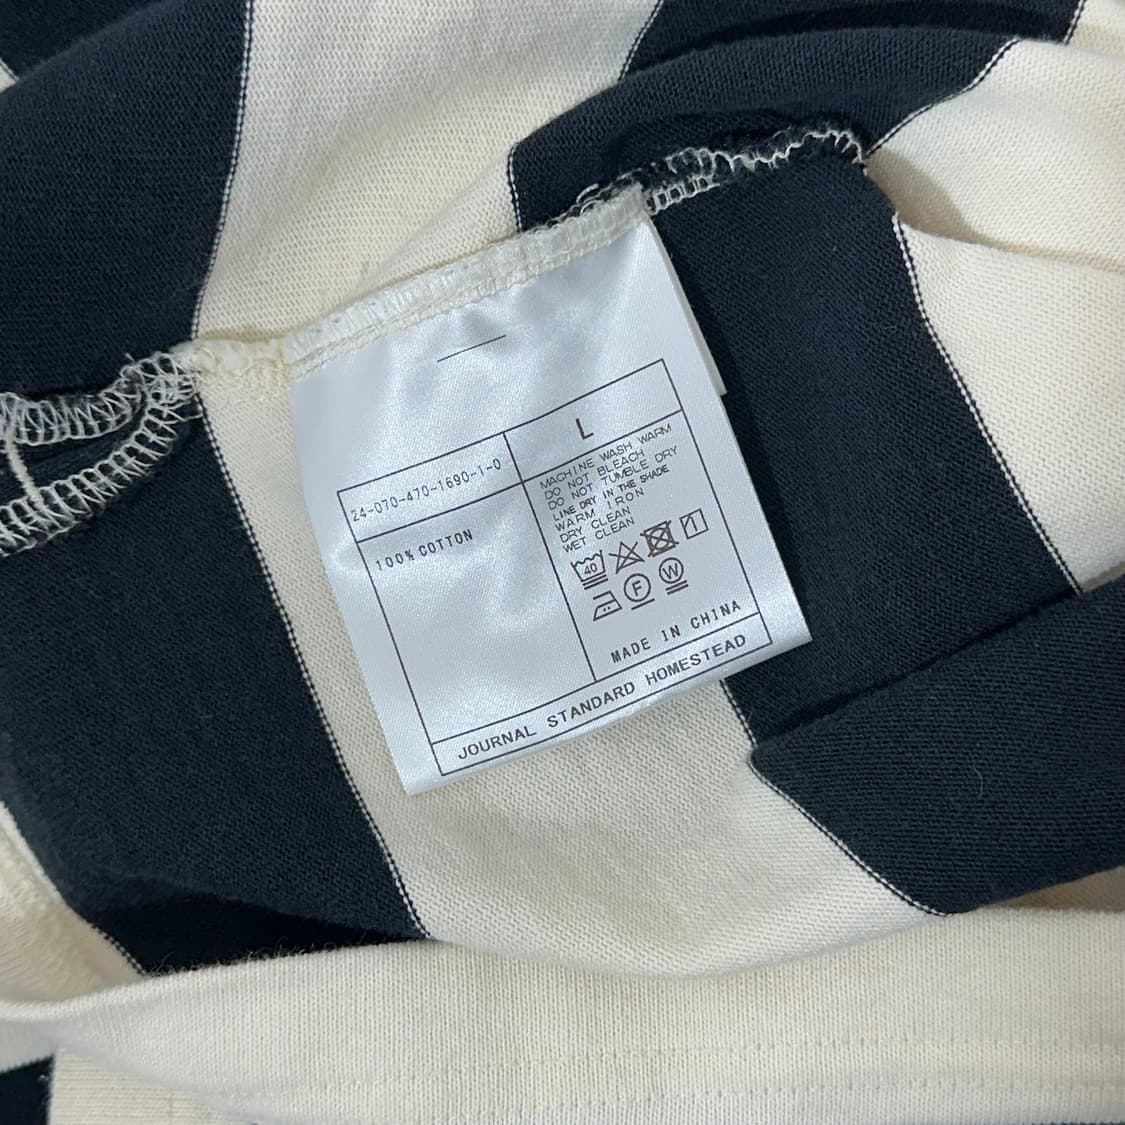 L
24-070-470-1690-1-0
100% COTTON
MACHINE WASH WARM
DO NOT BLEACH
DO NOT TUMBLE DRY
LINE DRY IN THE SHADE
WARM IRON
DRY CLEAN
WET CLEAN
40
1
F
W
MADE IN CHINA
JOURNAL STANDARD HOMESTEAD